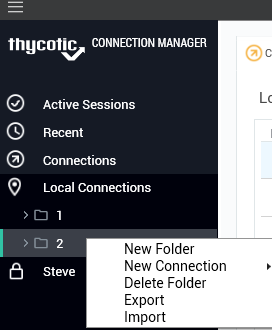 thycotic CONNECTION MANAGER
Active Sessions
Recent
Connections
Local Connections
1
2
Steve
New Folder
New Connection
Delete Folder
Export
Import